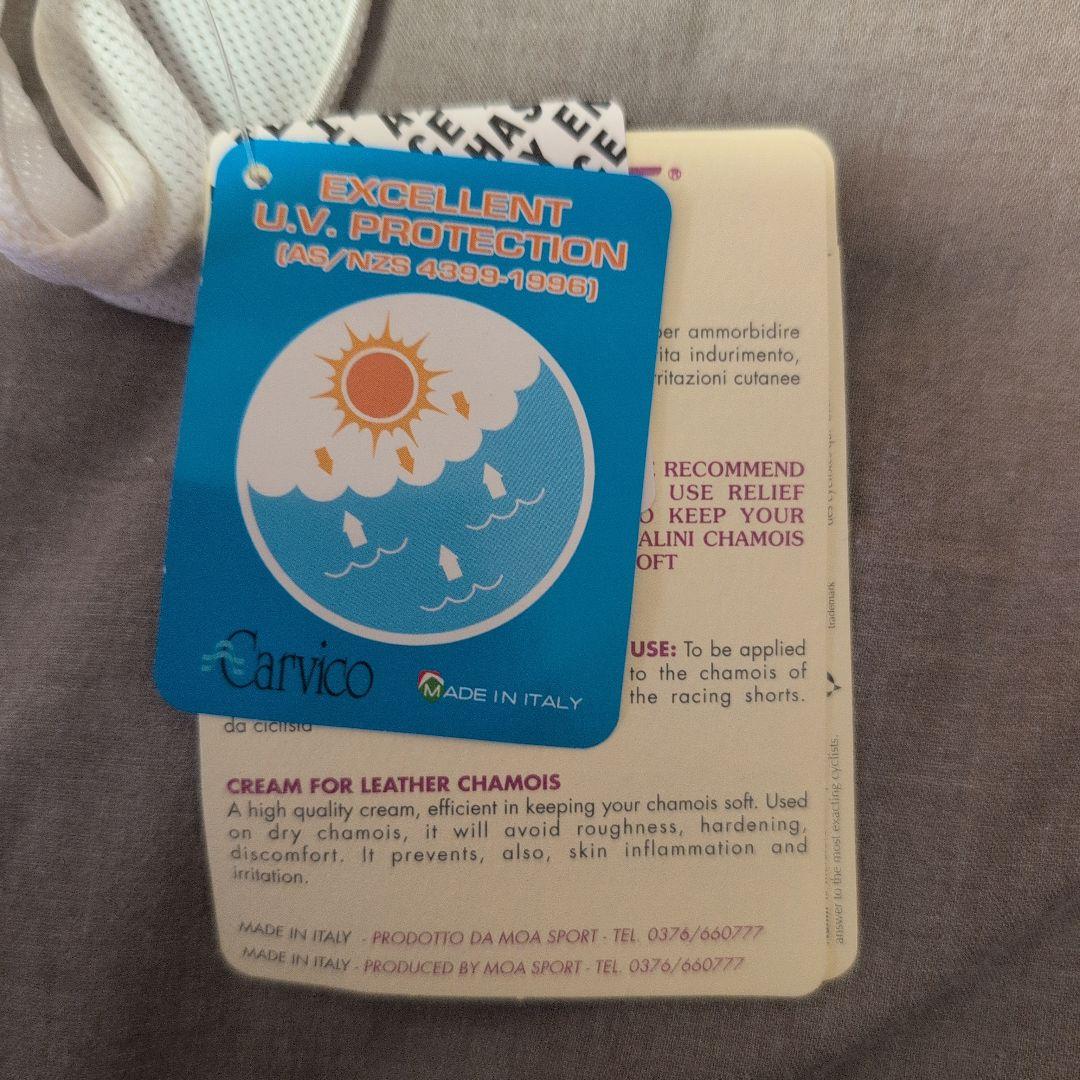 EXCELLENT
U.V. PROTECTION
(AS/NZS 4399-1996)
Carvico
MADE IN ITALY
®
per ammorbidire
indurimento,
cutanee
RECOMMEND
USE RELIEF
KEEP YOUR
CHAMOIS
USE: To be applied
to the chamois of
the racing shorts.
da ciclista
CREAM FOR LEATHER CHAMOIS
A high quality cream, efficient in keeping your chamois soft. Used
on dry chamois, it will avoid roughness, hardening,
discomfort. It prevents, also, skin inflammation and
irritation.
MADE IN ITALY - PRODOTTO DA MOA SPORT - TEL. 0376/660777
MADE IN ITALY - PRODUCED BY MOA SPORT - TEL. 0376/660777
trademark
answer to the most exacting cyclists.